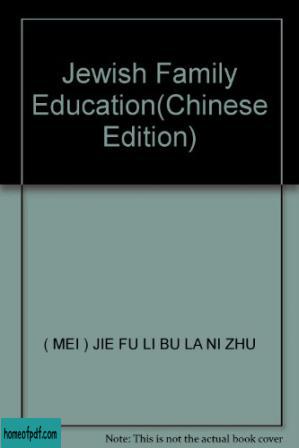 Jewish Family
Education(Chinese
Edition)
( MEI ) JIE FU LI BU LA NI ZHU
homeofpdf.com
Note: This is not the actual book cover